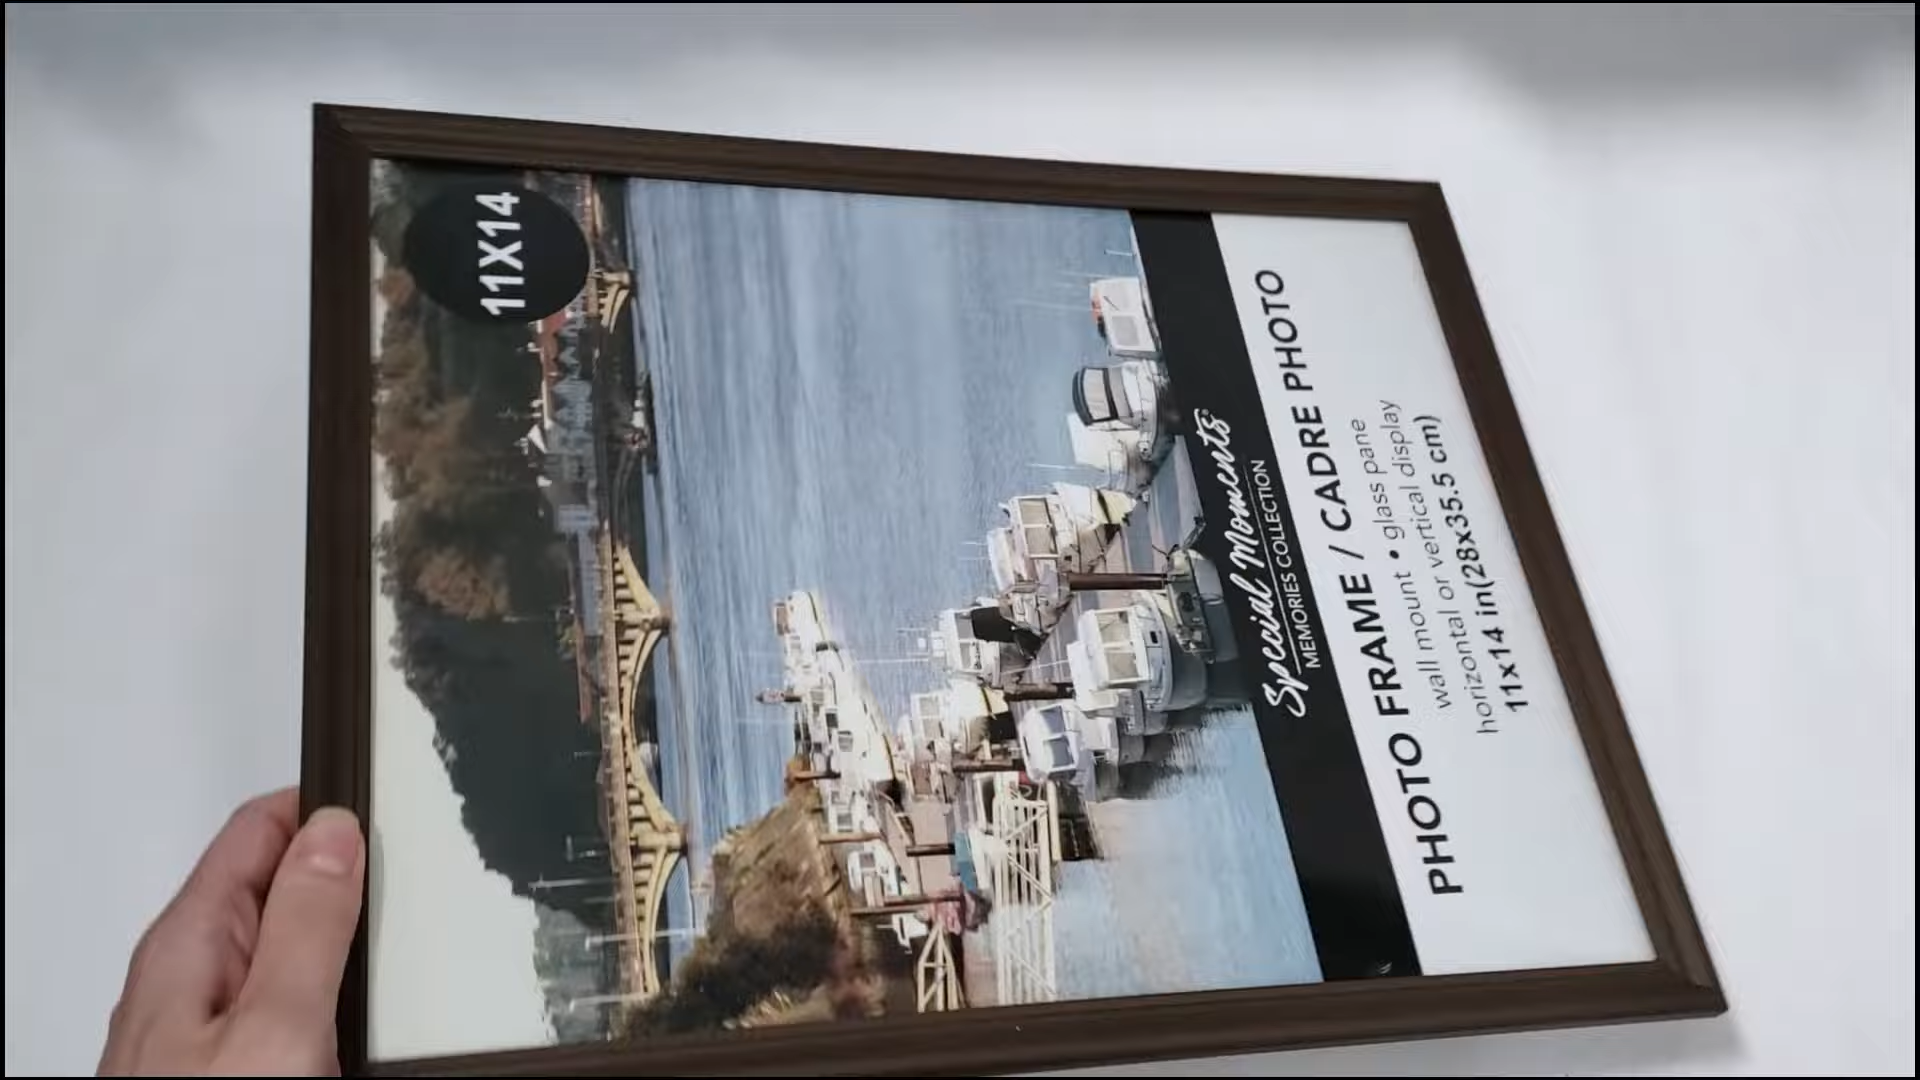 11X14
Special Moments®
MEMORIES COLLECTION
PHOTO FRAME / CADRE PHOTO
wall mount • glass pane
horizontal or vertical display
11x14 in(28x35.5 cm)